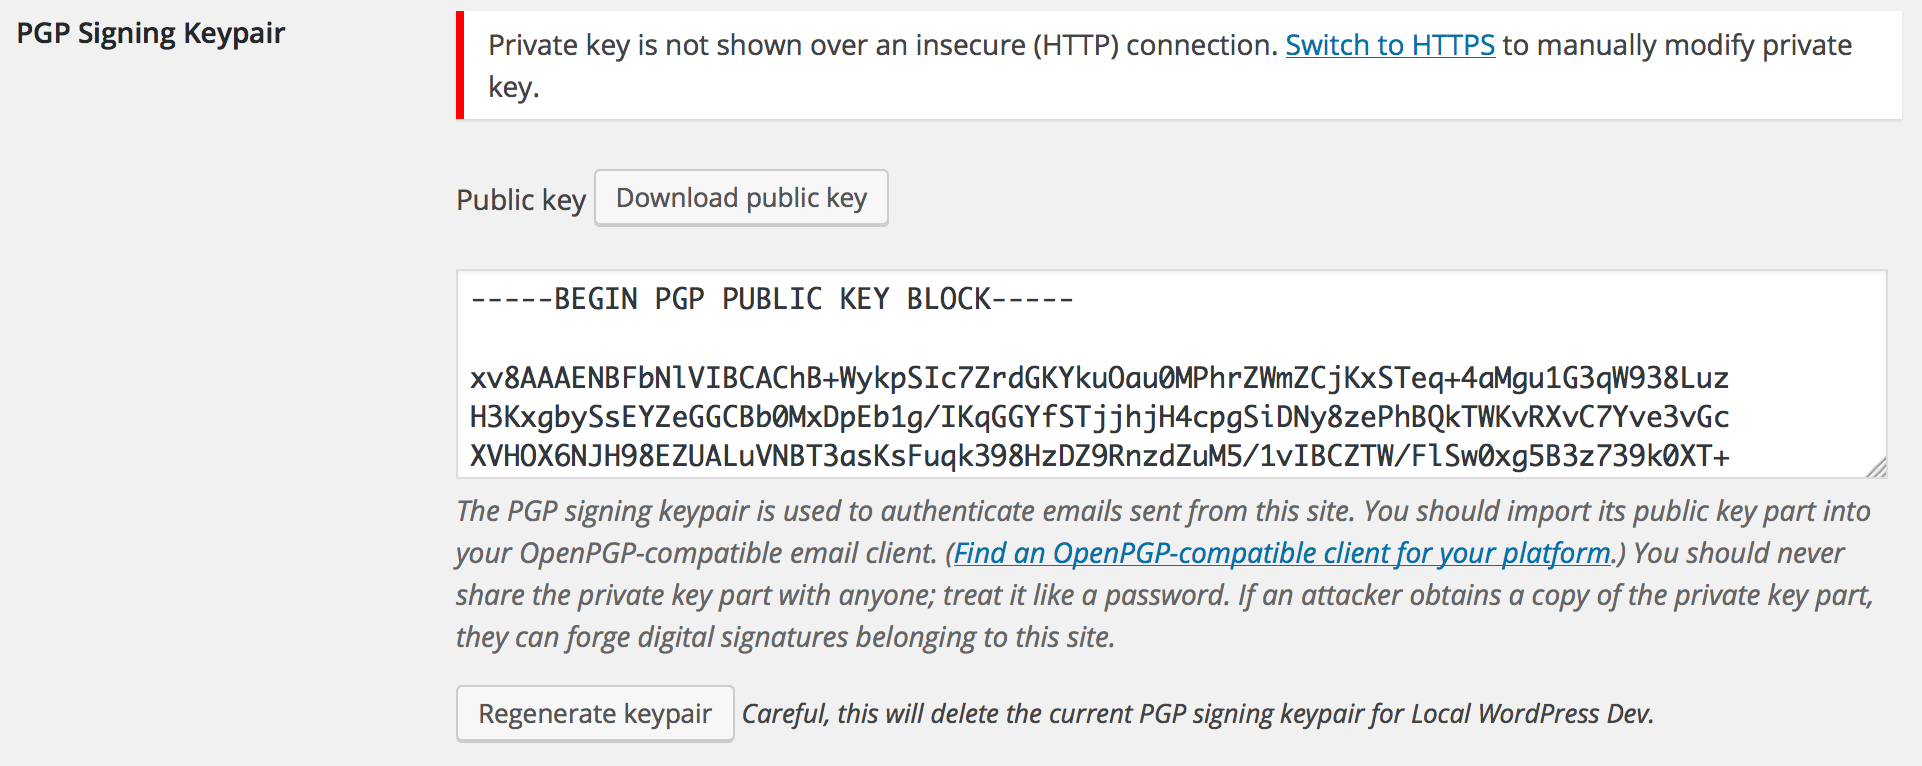 PGP Signing Keypair
Private key is not shown over an insecure (HTTP) connection. Switch to HTTPS to manually modify private
key.
Public key
Download public key
-----BEGIN PGP PUBLIC KEY BLOCK-----
xv8AAAENBFbNlVIBCAChB+WykpSIc7ZrdGKYkuOau0MPhrZWmZCjKxSTeq+4aMgu1G3qW938Luz
H3KxgbySsEYZeGGCBb0MxDpEb1g/IKqGGYfSTjjhjH4cpgSiDNy8zePhBQkTWKvRXvC7Yve3vGc
XVHOX6NJH98EZUALuVNBT3asKsFuqk398HzDZ9RnzdZuM5/1vIBCZTW/FlSw0xg5B3z739k0XT+
The PGP signing keypair is used to authenticate emails sent from this site. You should import its public key part into
your OpenPGP-compatible email client. (Find an OpenPGP-compatible client for your platform.) You should never
share the private key part with anyone; treat it like a password. If an attacker obtains a copy of the private key part,
they can forge digital signatures belonging to this site.
Regenerate keypair
Careful, this will delete the current PGP signing keypair for Local WordPress Dev.